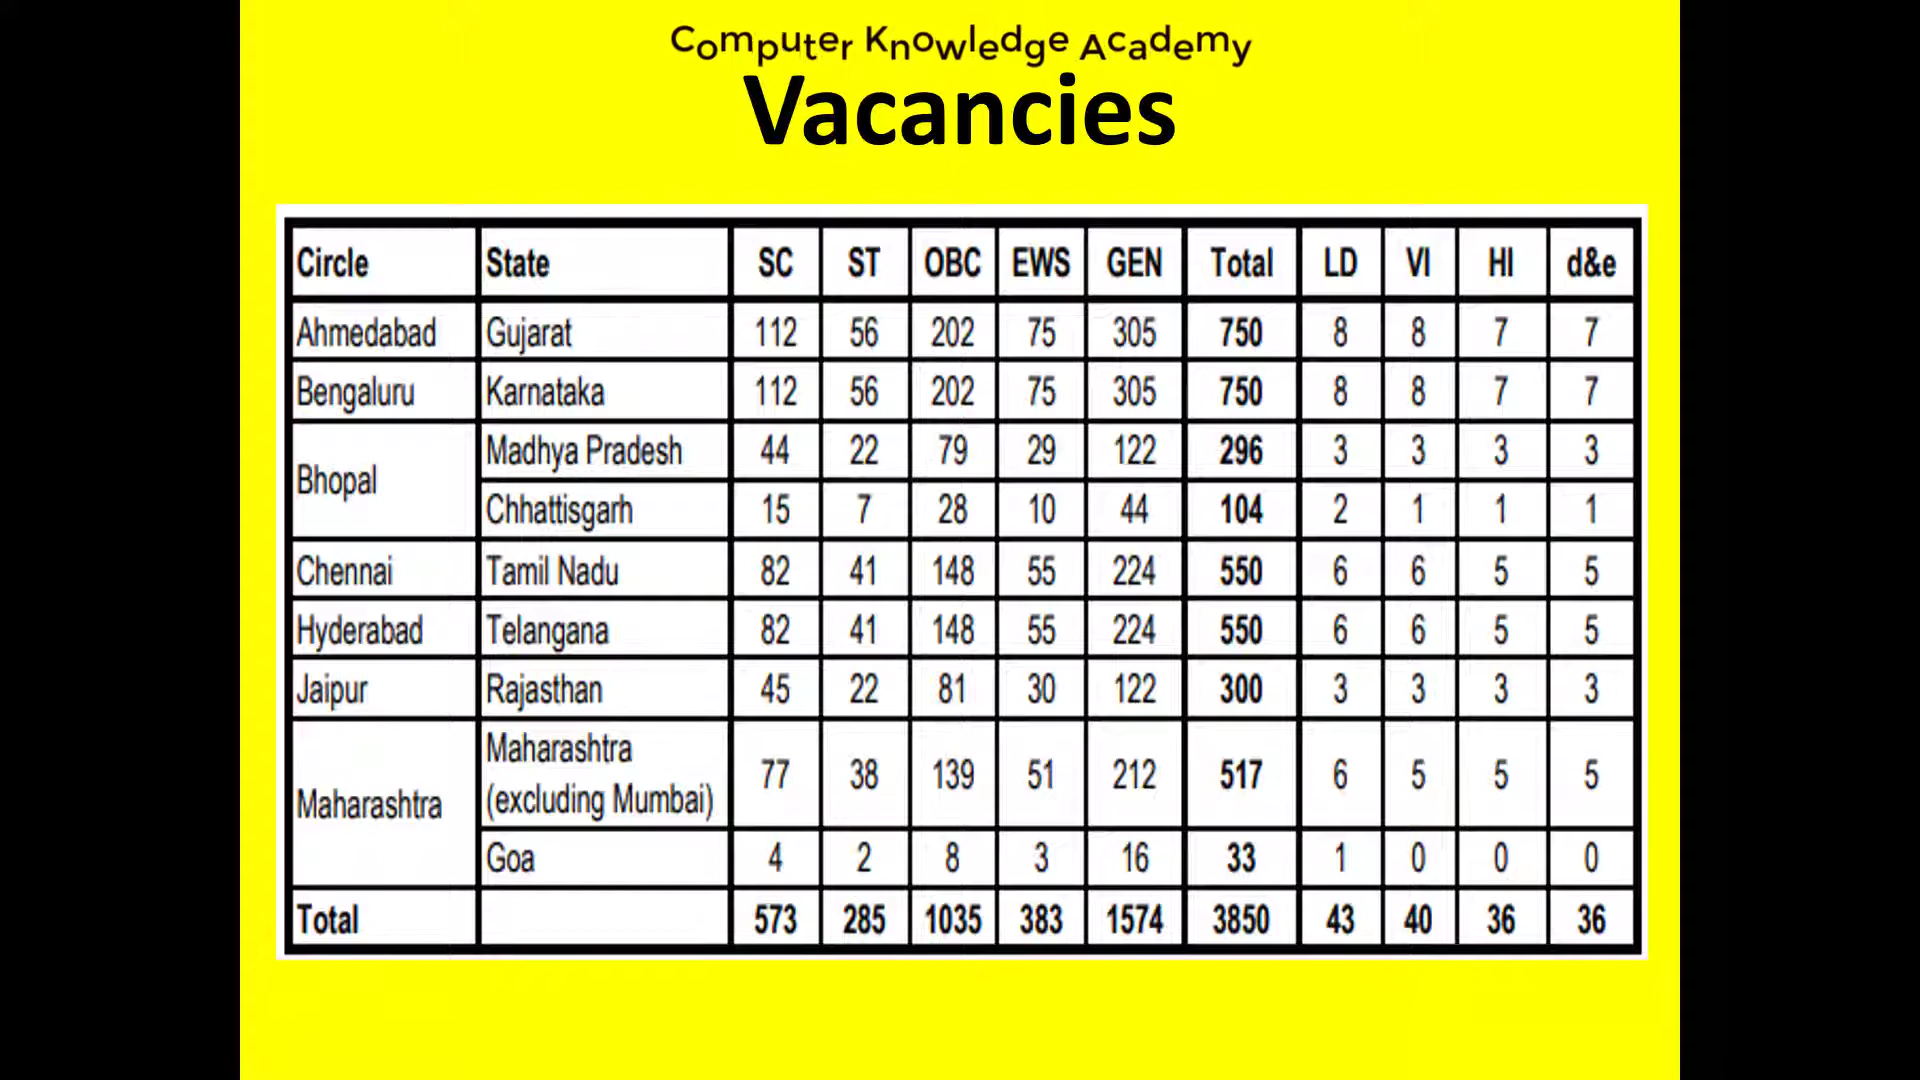 Computer Knowledge Academy
Vacancies
Circle State SC ST OBC EWS GEN Total LD VI HI d&e
Ahmedabad Gujarat 112 56 202 75 305 750 8 8 7 7
Bengaluru Karnataka 112 56 202 75 305 750 8 8 7 7
Bhopal Madhya Pradesh 44 22 79 29 122 296 3 3 3 3
Chhattisgarh 15 7 28 10 44 104 2 1 1 1
Chennai Tamil Nadu 82 41 148 55 224 550 6 6 5 5
Hyderabad Telangana 82 41 148 55 224 550 6 6 5 5
Jaipur Rajasthan 45 22 81 30 122 300 3 3 3 3
Maharashtra Maharashtra
(excluding Mumbai) 77 38 139 51 212 517 6 5 5 5
Goa 4 2 8 3 16 33 1 0 0 0
Total 573 285 1035 383 1574 3850 43 40 36 36